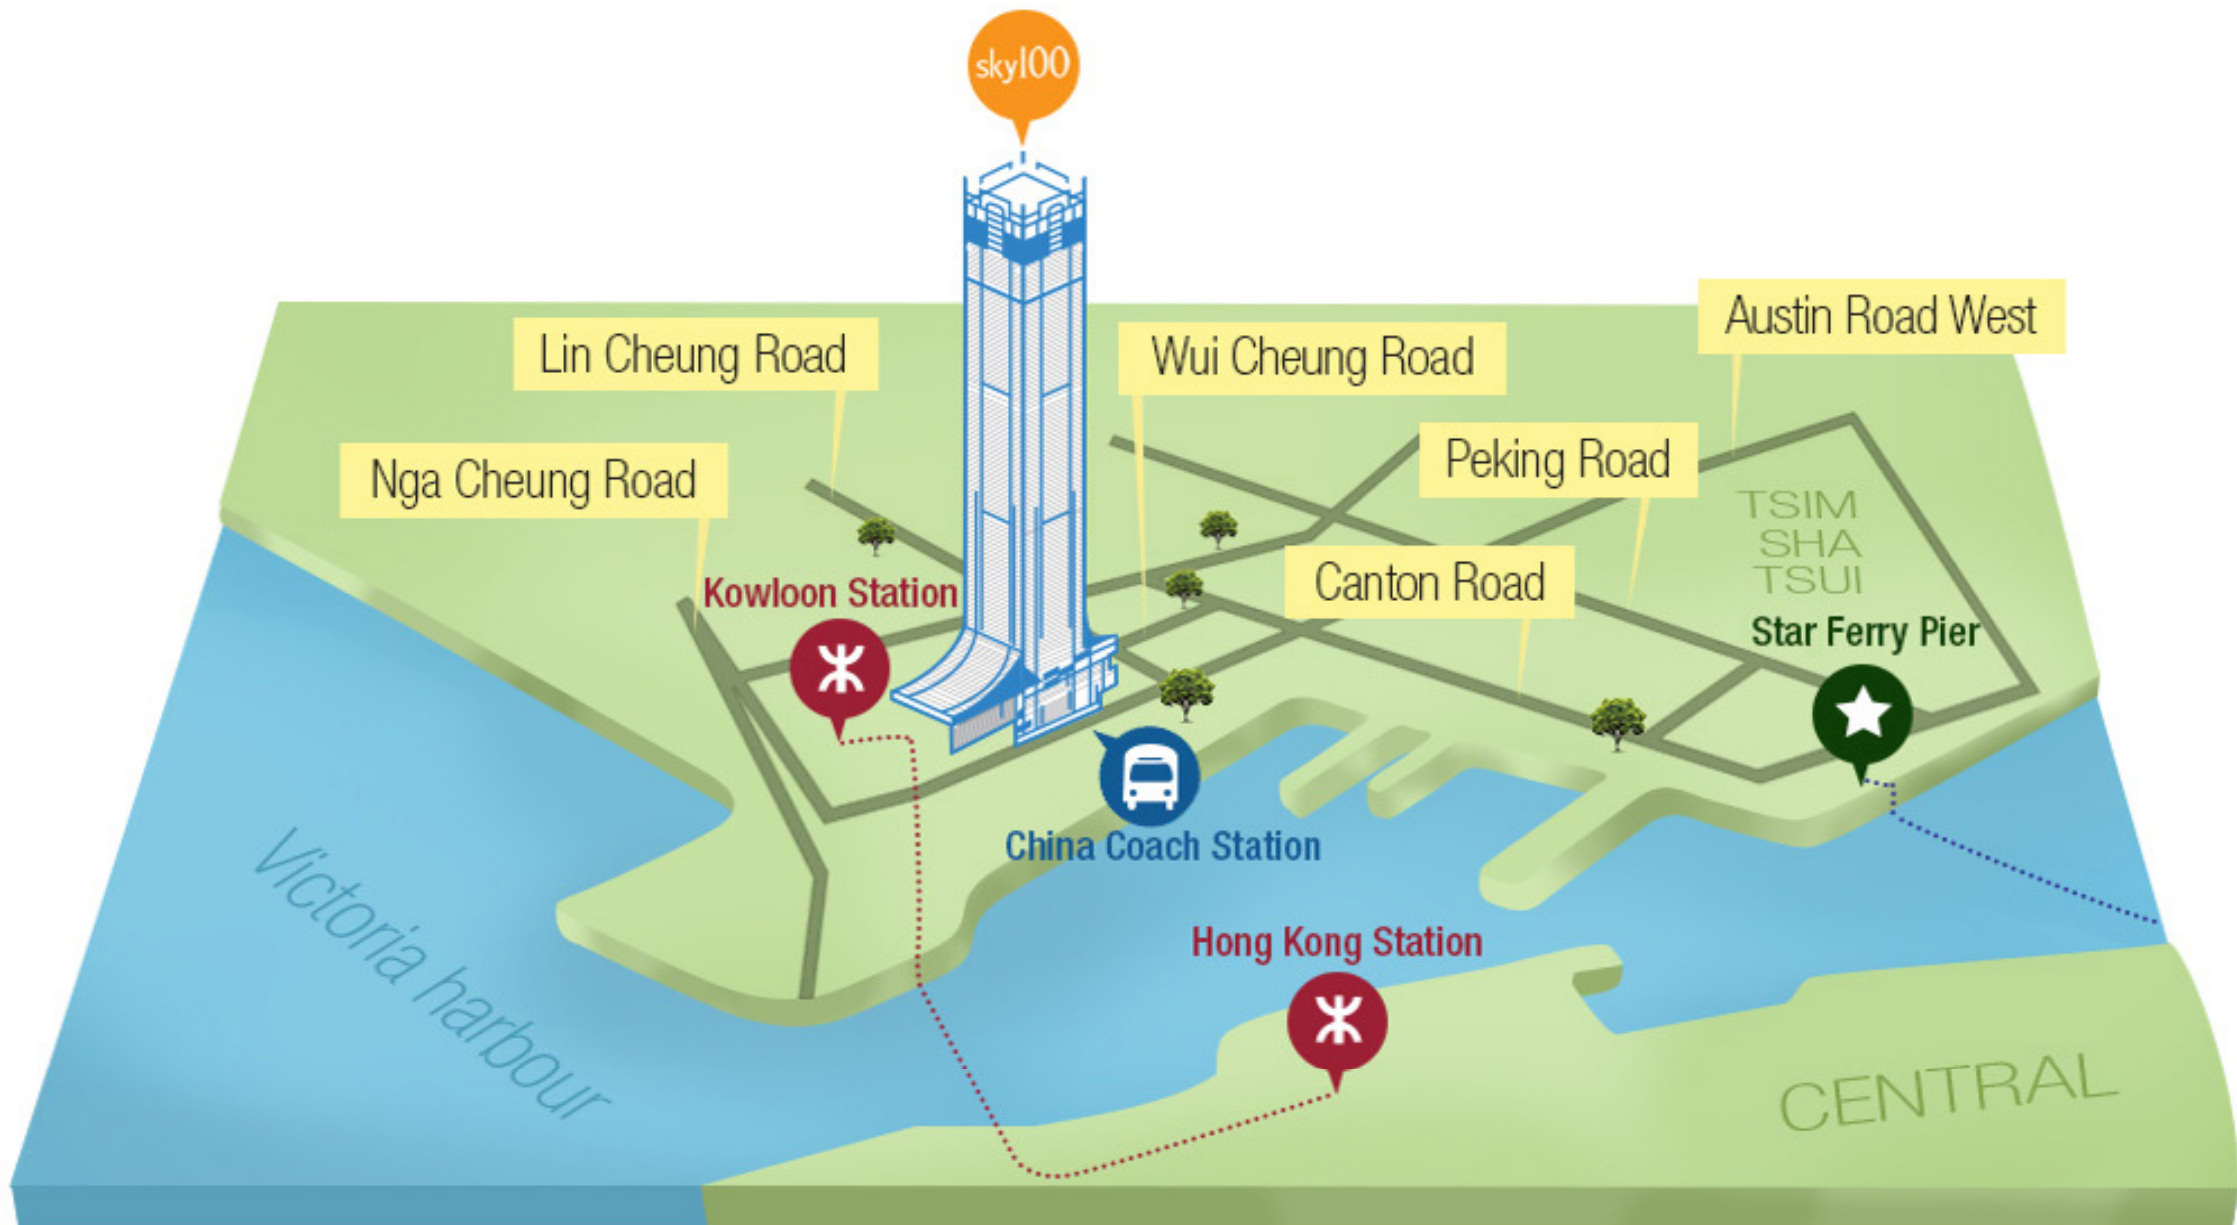 sky100
Austin Road West
Lin Cheung Road
Wui Cheung Road
Peking Road
Nga Cheung Road
TSIM
SHA
TSUI
Canton Road
Kowloon Station
Star Ferry Pier
China Coach Station
Victoria harbour
Hong Kong Station
CENTRAL